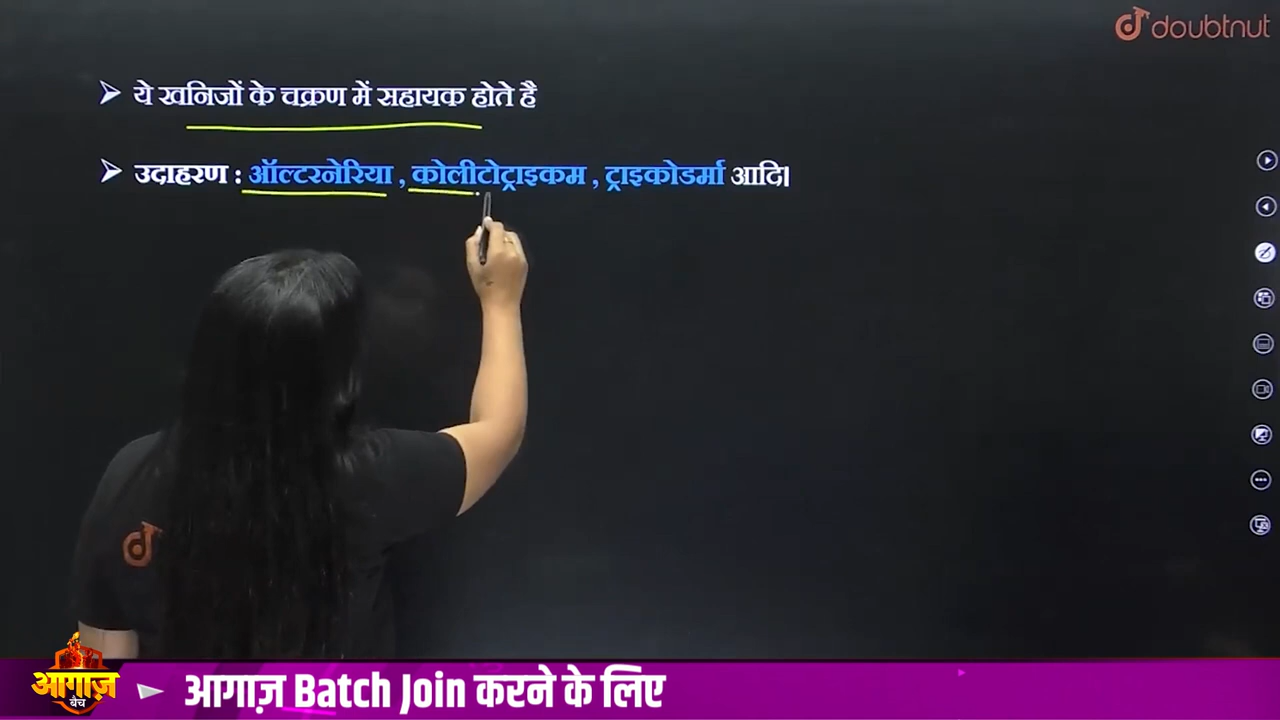 doubtnut
ये खनिजों के चक्रण में सहायक होते है
उदाहरण : ऑल्टरनेरिया , कोलीटोट्राइकम , ट्राइकोडर्मा आदि।
आगाज़
बैच
आगाज़ Batch Join करने के लिए